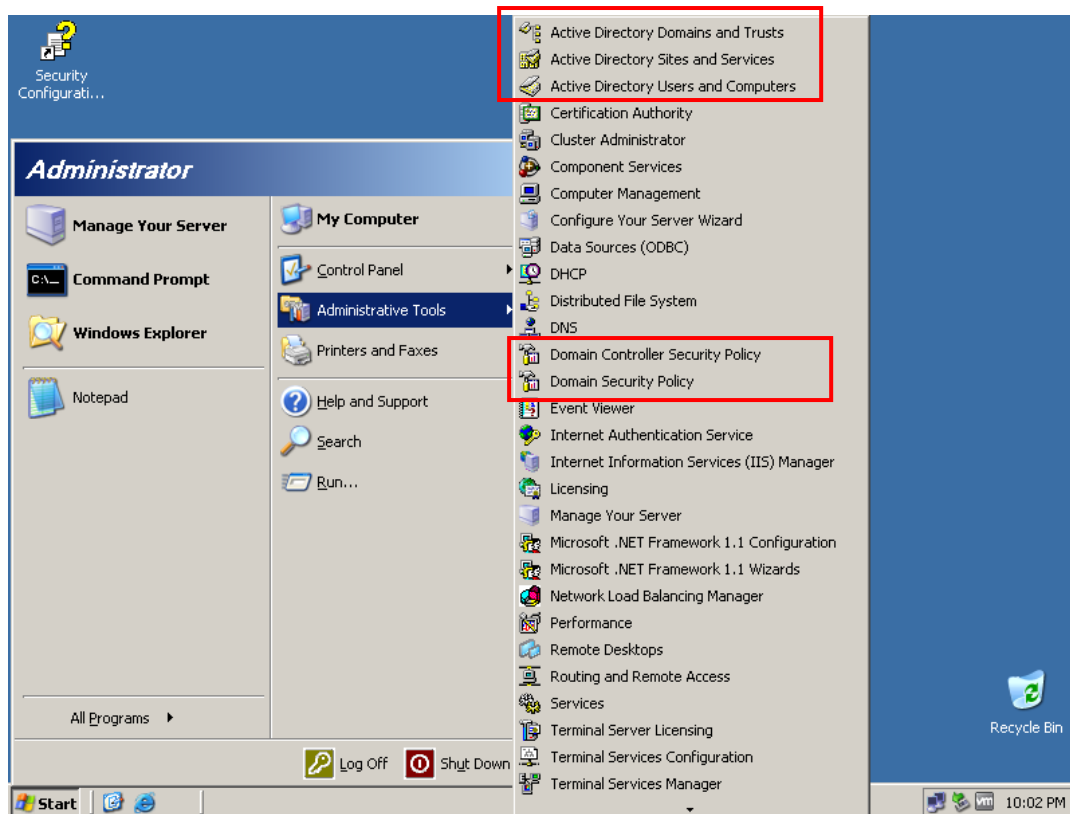 Security
Configurati...
Administrator
Manage Your Server
Command Prompt
Windows Explorer
Notepad
All Programs
My Computer
Control Panel
Administrative Tools
Printers and Faxes
Help and Support
Search
Run...
Log Off
Shut Down
Active Directory Domains and Trusts
Active Directory Sites and Services
Active Directory Users and Computers
Certification Authority
Cluster Administrator
Component Services
Computer Management
Configure Your Server Wizard
Data Sources (ODBC)
DHCP
Distributed File System
DNS
Domain Controller Security Policy
Domain Security Policy
Event Viewer
Internet Authentication Service
Internet Information Services (IIS) Manager
Licensing
Manage Your Server
Microsoft .NET Framework 1.1 Configuration
Microsoft .NET Framework 1.1 Wizards
Network Load Balancing Manager
Performance
Remote Desktops
Routing and Remote Access
Services
Terminal Server Licensing
Terminal Services Configuration
Terminal Services Manager
Recycle Bin
Start
10:02 PM